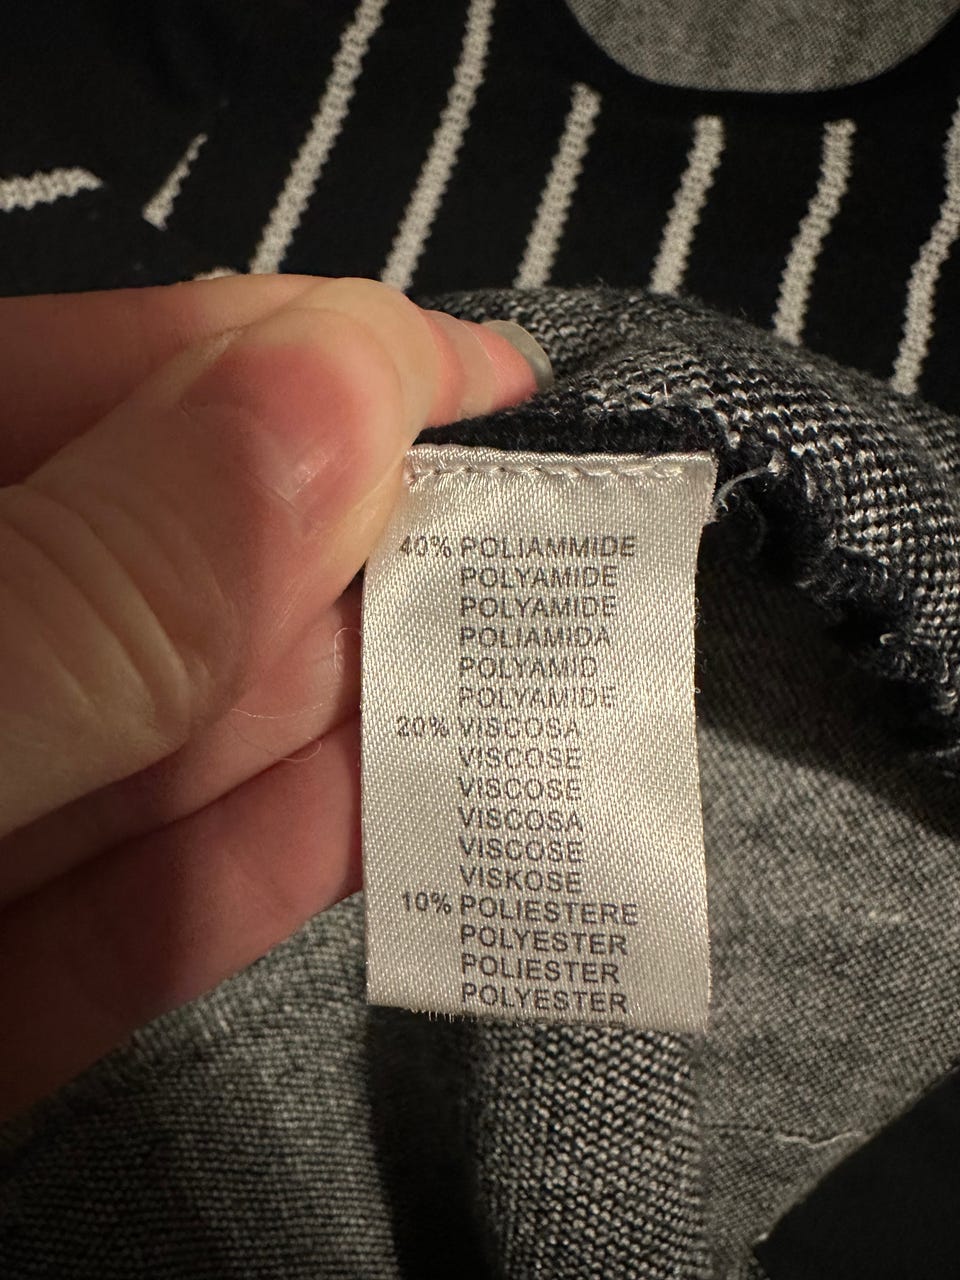 40% POLIAMMIDE
POLYAMIDE
POLYAMIDE
POLIAMIDA
POLYAMID
POLYAMIDE
20% VISCOSA
VISCOSE
VISCOSE
VISCOSA
VISCOSE
VISKOSE
10% POLIESTERE
POLYESTER
POLIESTER
POLYESTER